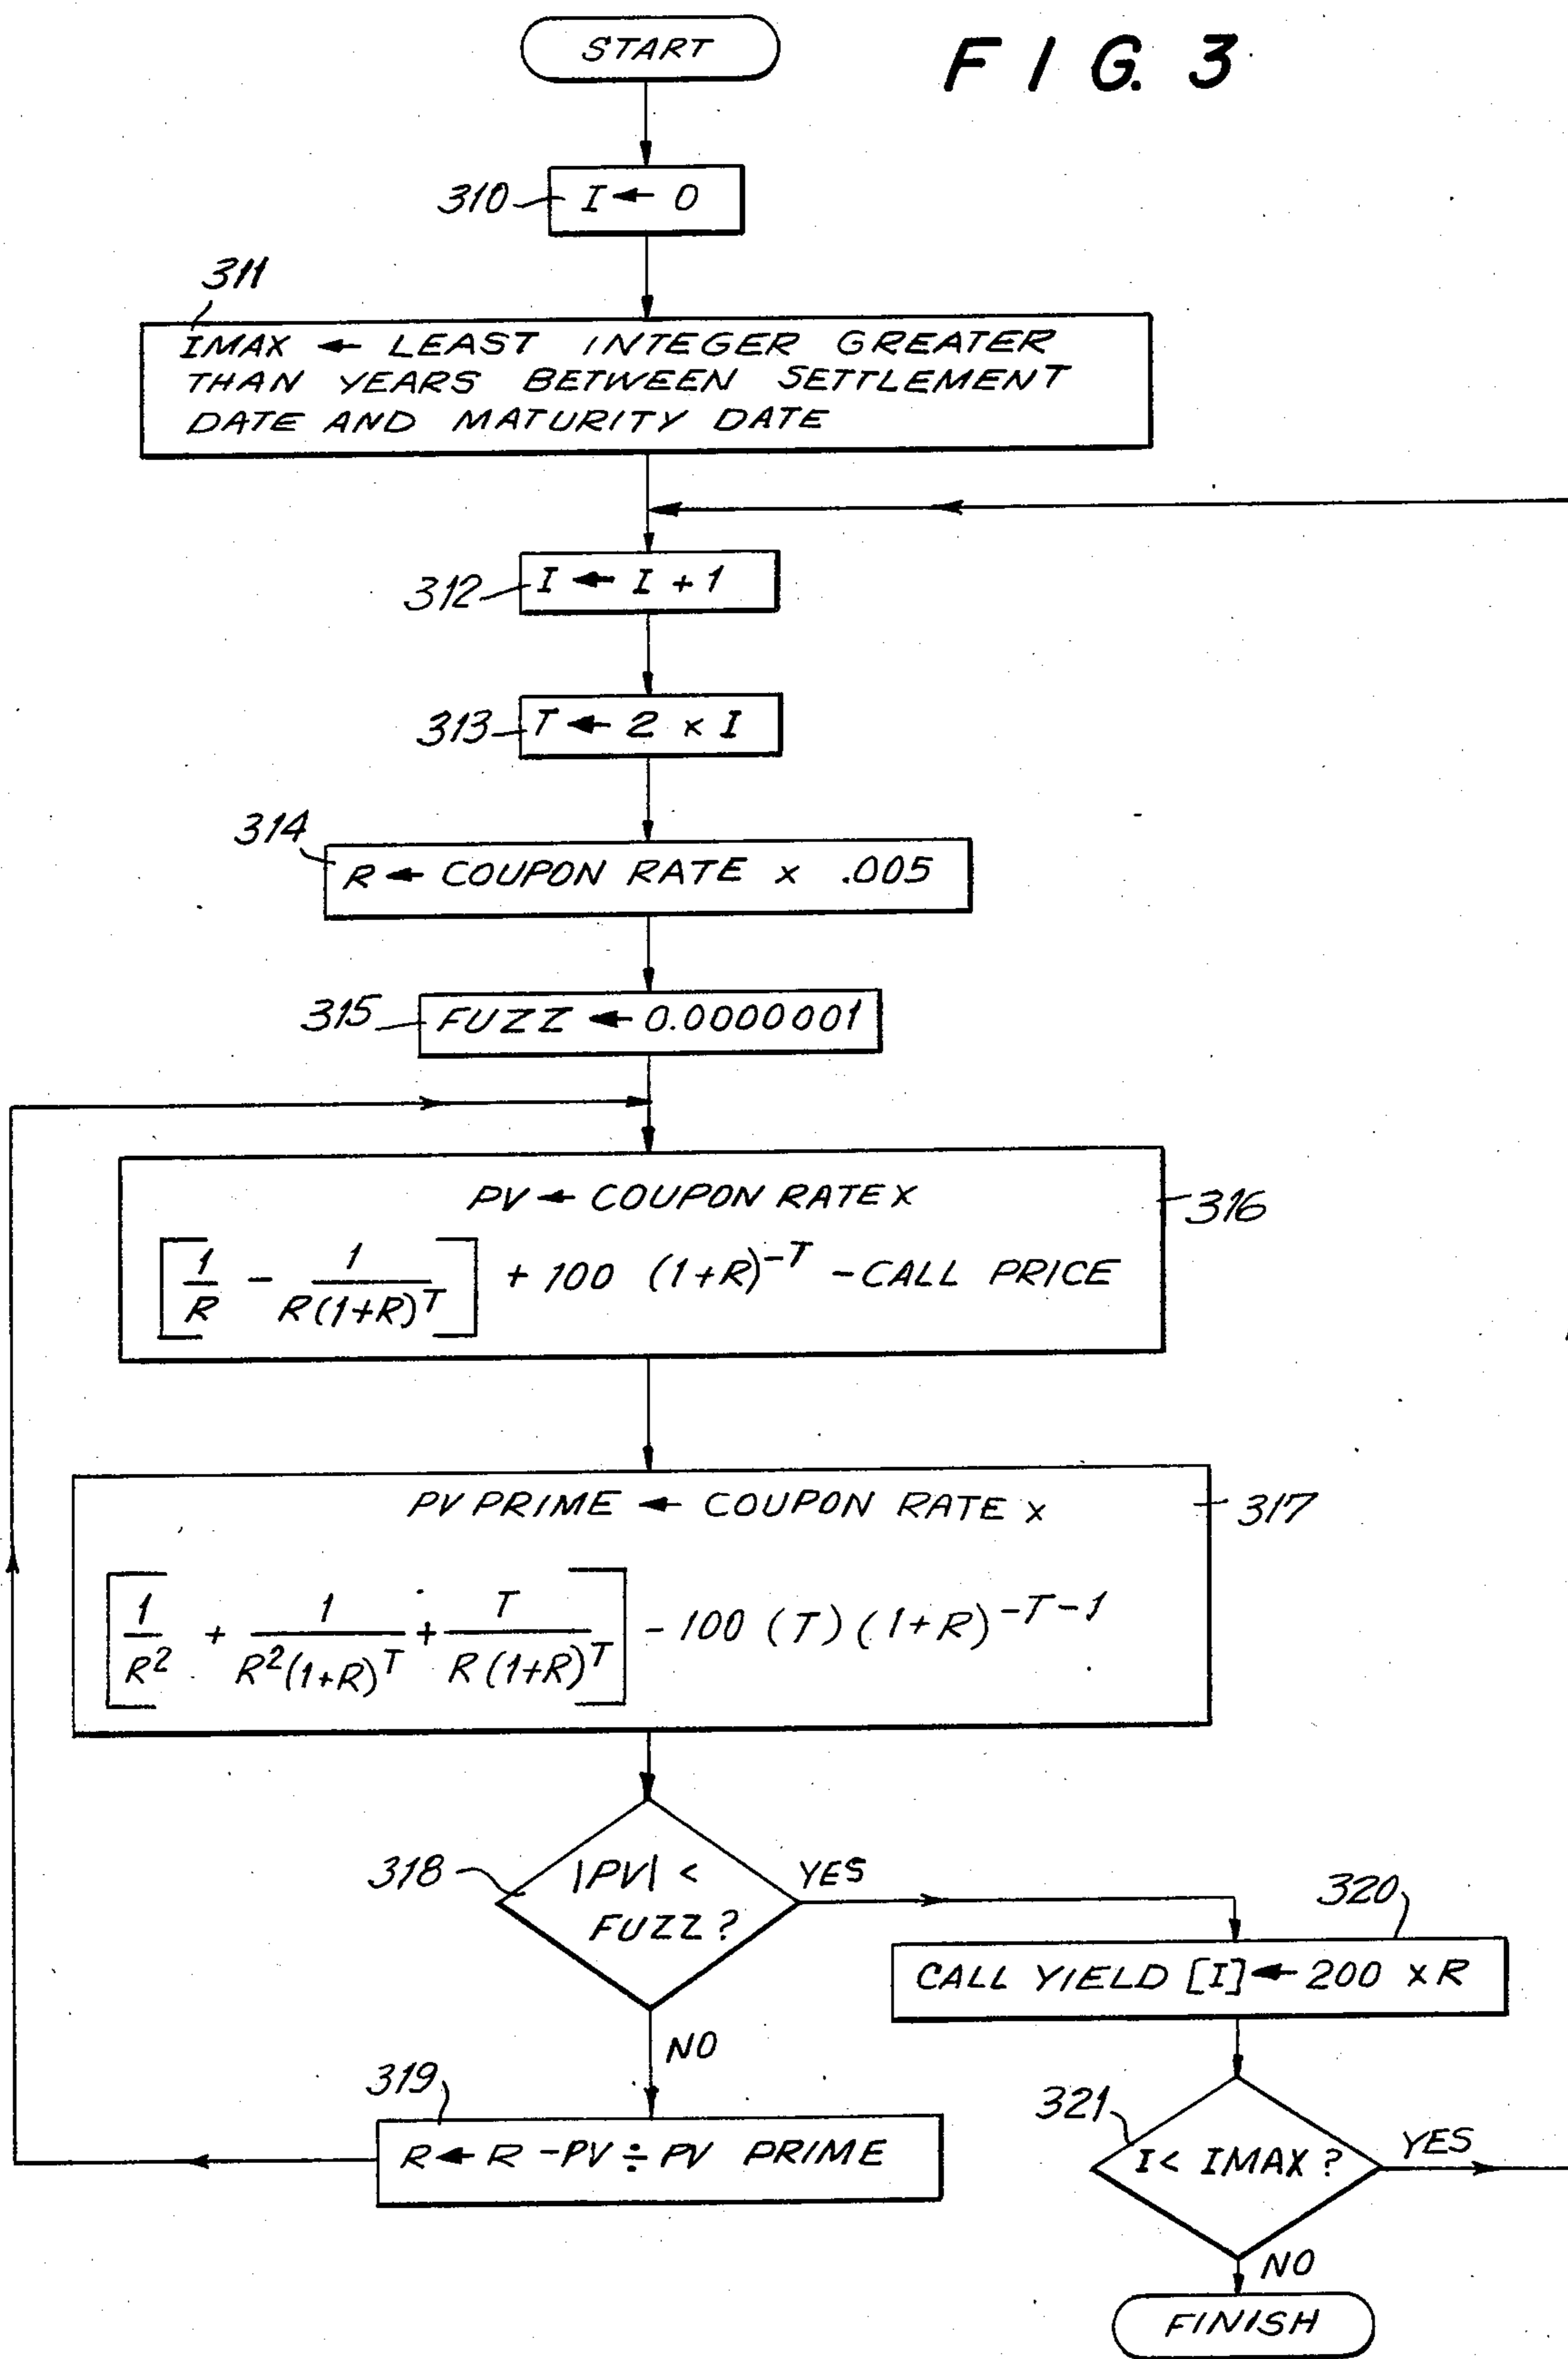 START
FIG. 3
310
I ← 0
311
IMAX ← LEAST INTEGER GREATER
THAN YEARS BETWEEN SETTLEMENT
DATE AND MATURITY DATE
312
I ← I + 1
313
T ← 2 × I
314
R ← COUPON RATE × .005
315
FUZZ ← 0.0000001
PV ← COUPON RATE ×
316
[1/R - 1/R(1+R)^T] + 100 (1+R)^-T - CALL PRICE
PV PRIME ← COUPON RATE ×
317
[1/R^2 + 1/R^2(1+R)^T + T/R(1+R)^T] - 100 (T)(1+R)^-T-1
318
|PV| <
FUZZ?
YES
320
CALL YIELD [I] ← 200 × R
NO
319
R ← R - PV ÷ PV PRIME
321
I < IMAX?
YES
NO
FINISH